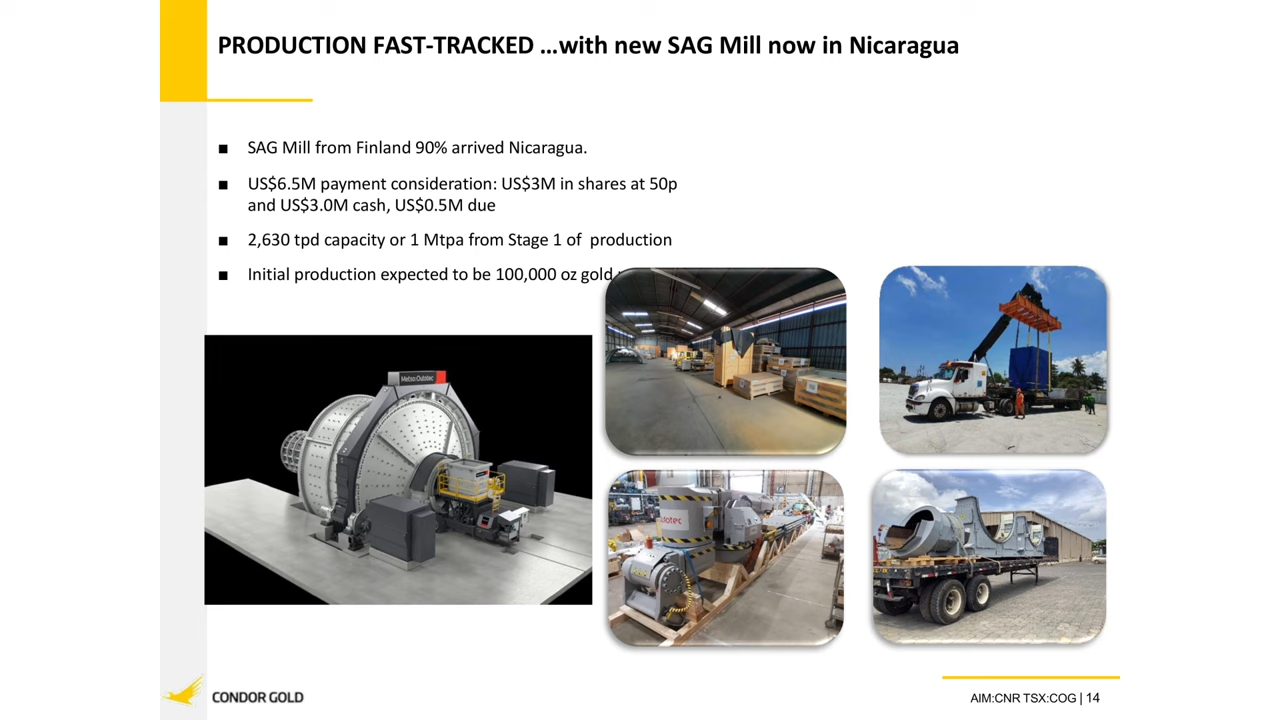 PRODUCTION FAST-TRACKED …with new SAG Mill now in Nicaragua
■ SAG Mill from Finland 90% arrived Nicaragua.
■ US$6.5M payment consideration: US$3M in shares at 50p
and US$3.0M cash, US$0.5M due
■ 2,630 tpd capacity or 1 Mtpa from Stage 1 of  production
■ Initial production expected to be 100,000 oz gold
Metso:Outotec
CONDOR GOLD
AIM:CNR TSX:COG | 14